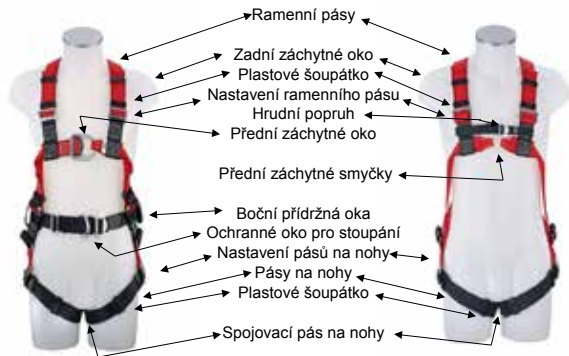 Ramenní pásy
Zadní záchytné oko
Plastové šoupátko
Nastavení ramenního pásu
Hrudní popruh
Přední záchytné oko
Přední záchytné smyčky
Boční přídržná oka
Ochranné oko pro stoupání
Nastavení pásů na nohy
Pásy na nohy
Plastové šoupátko
Spojovací pás na nohy